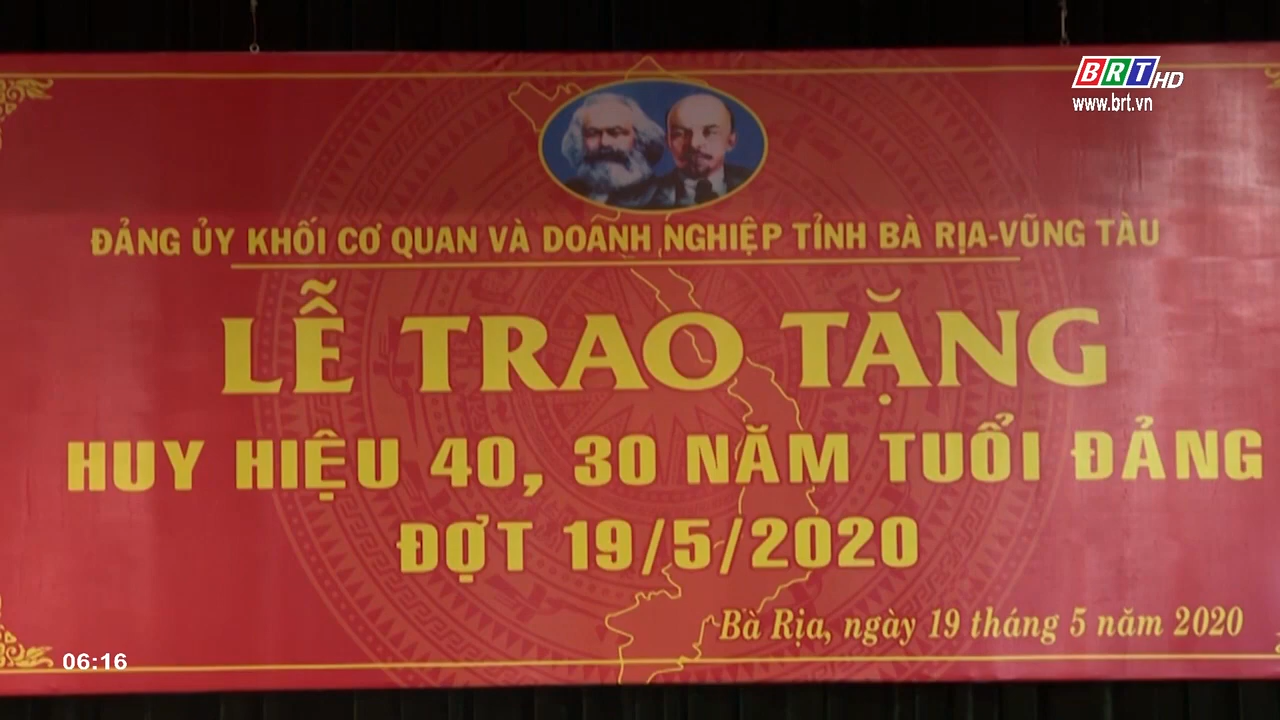 BRT HD
www.brt.vn
ĐẢNG ỦY KHỐI CƠ QUAN VÀ DOANH NGHIỆP TỈNH BÀ RỊA-VŨNG TÀU
LỄ TRAO TẶNG
HUY HIỆU 40, 30 NĂM TUỔI ĐẢNG
ĐỢT 19/5/2020
Bà Rịa, ngày 19 tháng 5 năm 2020
06:16